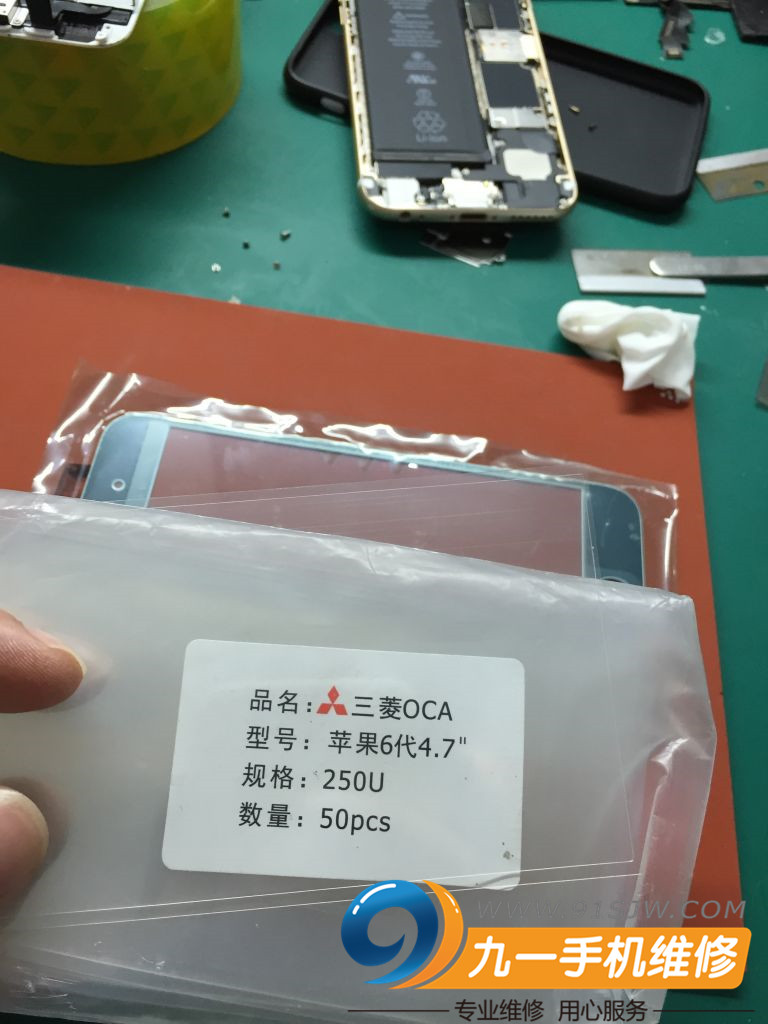 Li-ion
品名:三菱OCA
型号: 苹果6代4.7"
规格: 250U
数量: 50pcs
WWW.91SJW.COM
九一手机维修
专业维修 用心服务